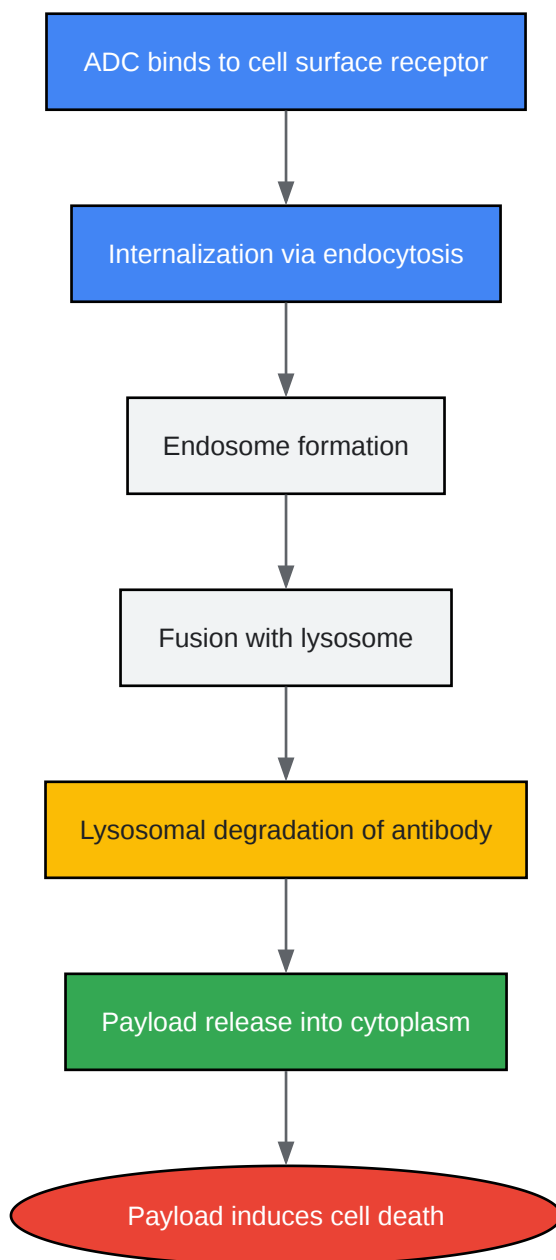 ADC binds to cell surface receptor
Internalization via endocytosis
Endosome formation
Fusion with lysosome
Lysosomal degradation of antibody
Payload release into cytoplasm
Payload induces cell death